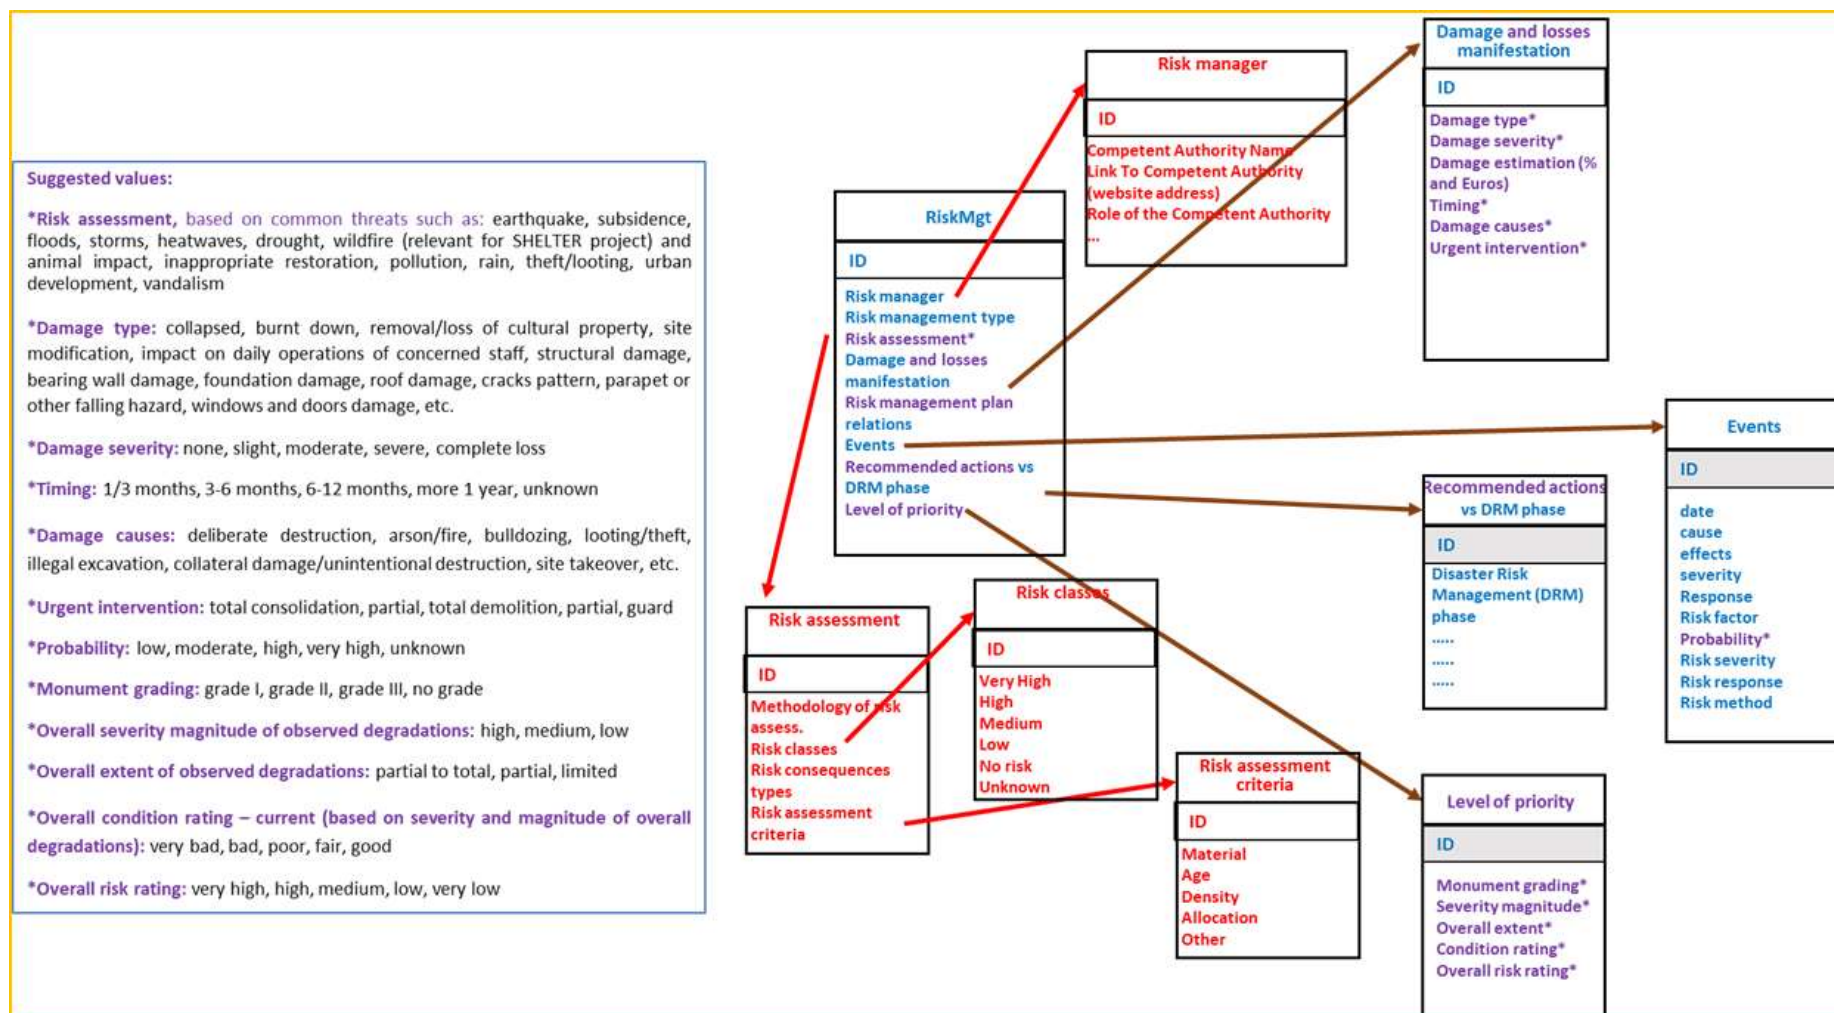 Suggested values:
*Risk assessment, based on common threats such as: earthquake, subsidence,
floods, storms, heatwaves, drought, wildfire (relevant for SHELTER project) and
animal impact, inappropriate restoration, pollution, rain, theft/looting, urban
development, vandalism
*Damage type: collapsed, burnt down, removal/loss of cultural property, site
modification, impact on daily operations of concerned staff, structural damage,
bearing wall damage, foundation damage, roof damage, cracks pattern, parapet or
other falling hazard, windows and doors damage, etc.
*Damage severity: none, slight, moderate, severe, complete loss
*Timing: 1/3 months, 3-6 months, 6-12 months, more 1 year, unknown
*Damage causes: deliberate destruction, arson/fire, bulldozing, looting/theft,
illegal excavation, collateral damage/unintentional destruction, site takeover, etc.
*Urgent intervention: total consolidation, partial, total demolition, partial, guard
*Probability: low, moderate, high, very high, unknown
*Monument grading: grade I, grade II, grade III, no grade
*Overall severity magnitude of observed degradations: high, medium, low
*Overall extent of observed degradations: partial to total, partial, limited
*Overall condition rating – current (based on severity and magnitude of overall
degradations): very bad, bad, poor, fair, good
*Overall risk rating: very high, high, medium, low, very low
RiskMgt
ID
Risk manager
Risk management type
Risk assessment*
Damage and losses
manifestation
Risk management plan
relations
Events
Recommended actions vs
DRM phase
Level of priority
Risk manager
ID
Competent Authority Name
Link To Competent Authority
(website address)
Role of the Competent Authority
...
Damage and losses
manifestation
ID
Damage type*
Damage severity*
Damage estimation (%
and Euros)
Timing*
Damage causes*
Urgent intervention*
Events
ID
date
cause
effects
severity
Response
Risk factor
Probability*
Risk severity
Risk response
Risk method
Recommended actions
vs DRM phase
ID
Disaster Risk
Management (DRM)
phase
.....
.....
.....
Risk assessment
ID
Methodology of risk
assess.
Risk classes
Risk consequences
types
Risk assessment
criteria
Risk classes
ID
Very High
High
Medium
Low
No risk
Unknown
Risk assessment
criteria
ID
Material
Age
Density
Allocation
Other
Level of priority
ID
Monument grading*
Severity magnitude*
Overall extent*
Condition rating*
Overall risk rating*